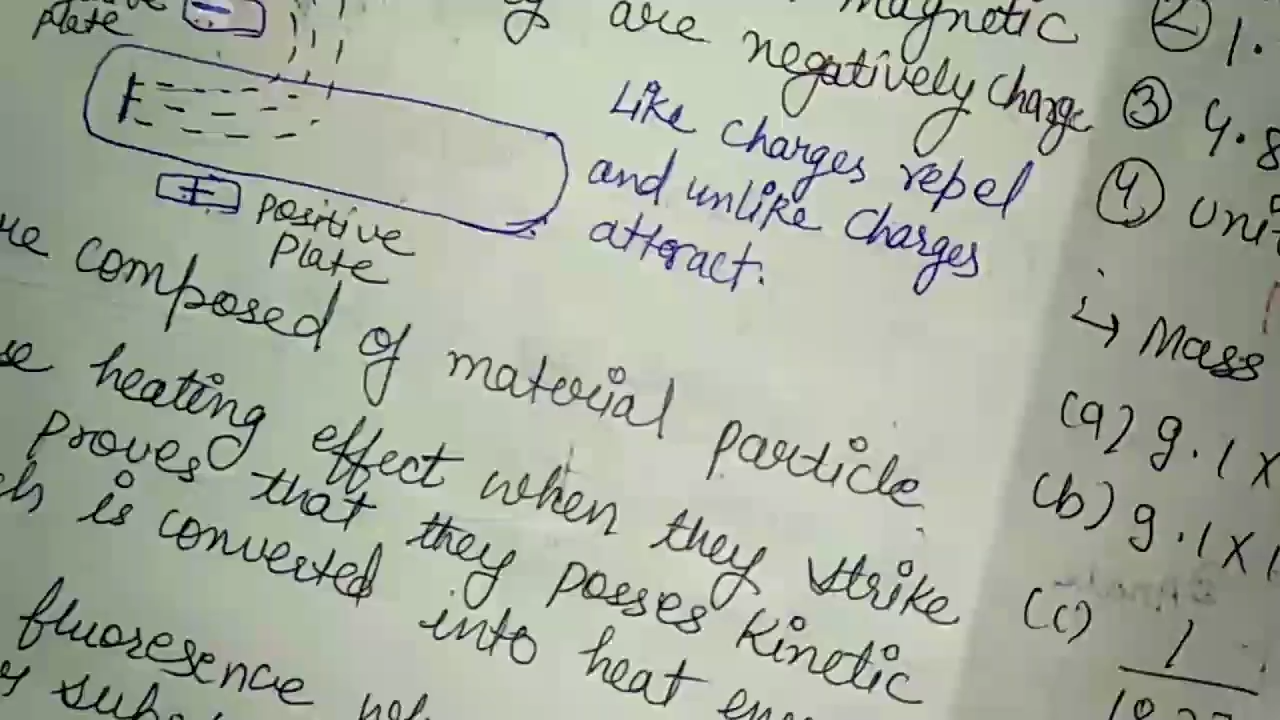 plate
−
are
magnetic
negatively charge
Like charges repel
and unlike charges
attract.
+
Positive
Plate
composed of material particle
heating effect when they strike
Proves that they posses Kinetic
is converted into heat
fluoresence
②
1.
③ 4.8
④ Uni
↳ Mass
(a) 9.1 X
(b) 9.1 X 1
(c) 1